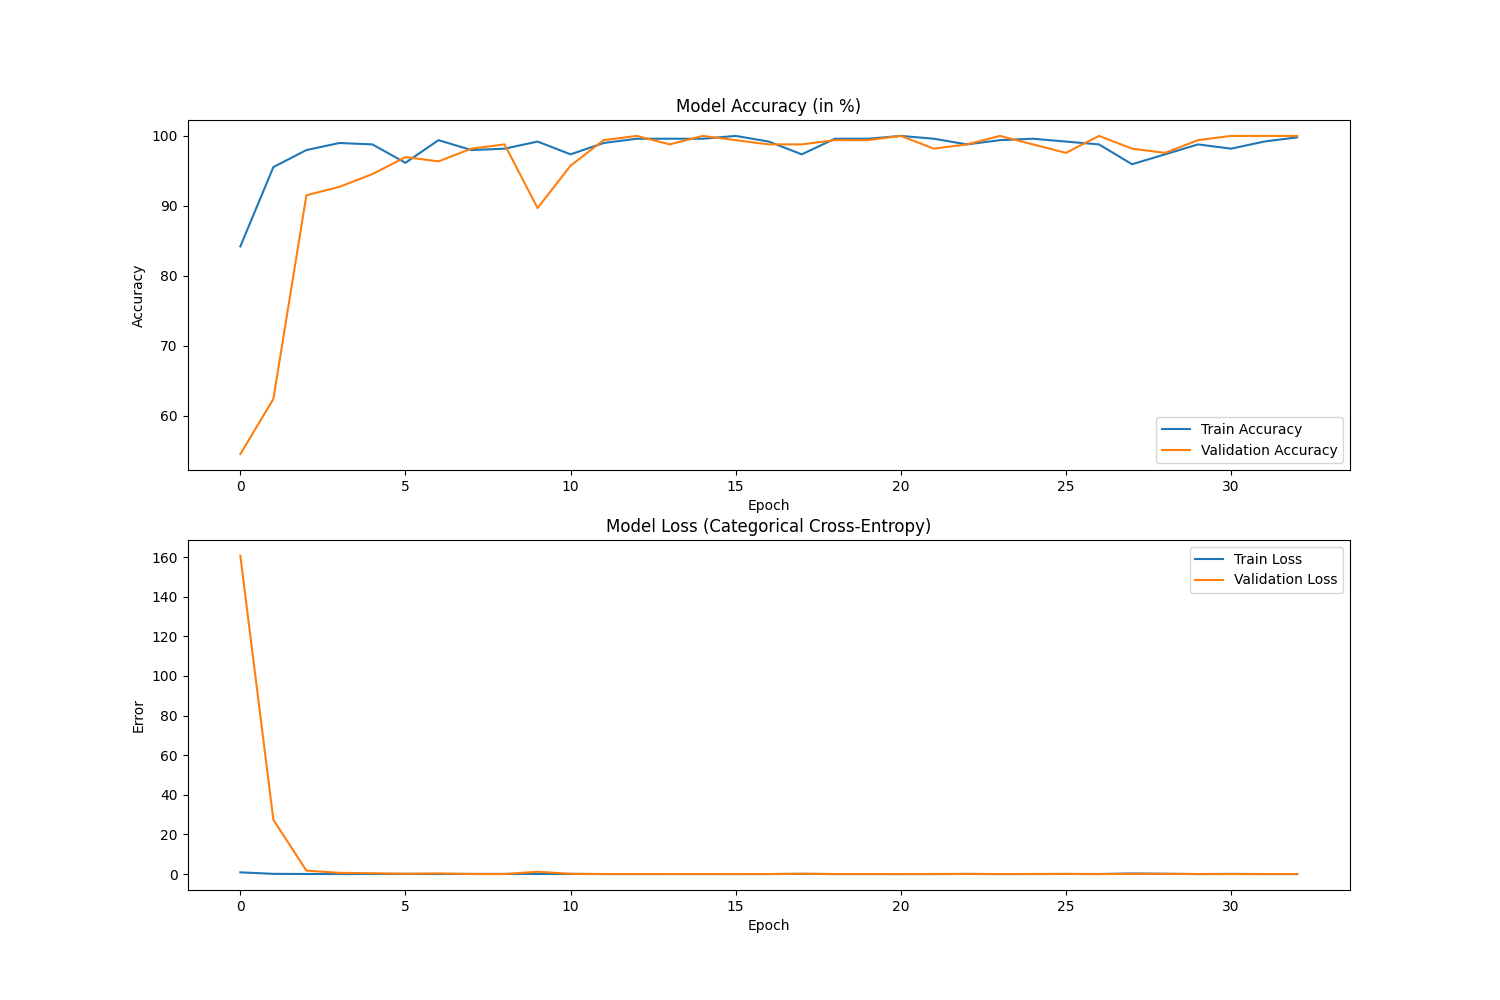 Model Accuracy (in %)
100
90
80
70
60
Accuracy
Train Accuracy
Validation Accuracy
0 5 10 15 20 25 30
Epoch
Model Loss (Categorical Cross-Entropy)
160
140
120
100
80
60
40
20
0
Error
Train Loss
Validation Loss
0 5 10 15 20 25 30
Epoch